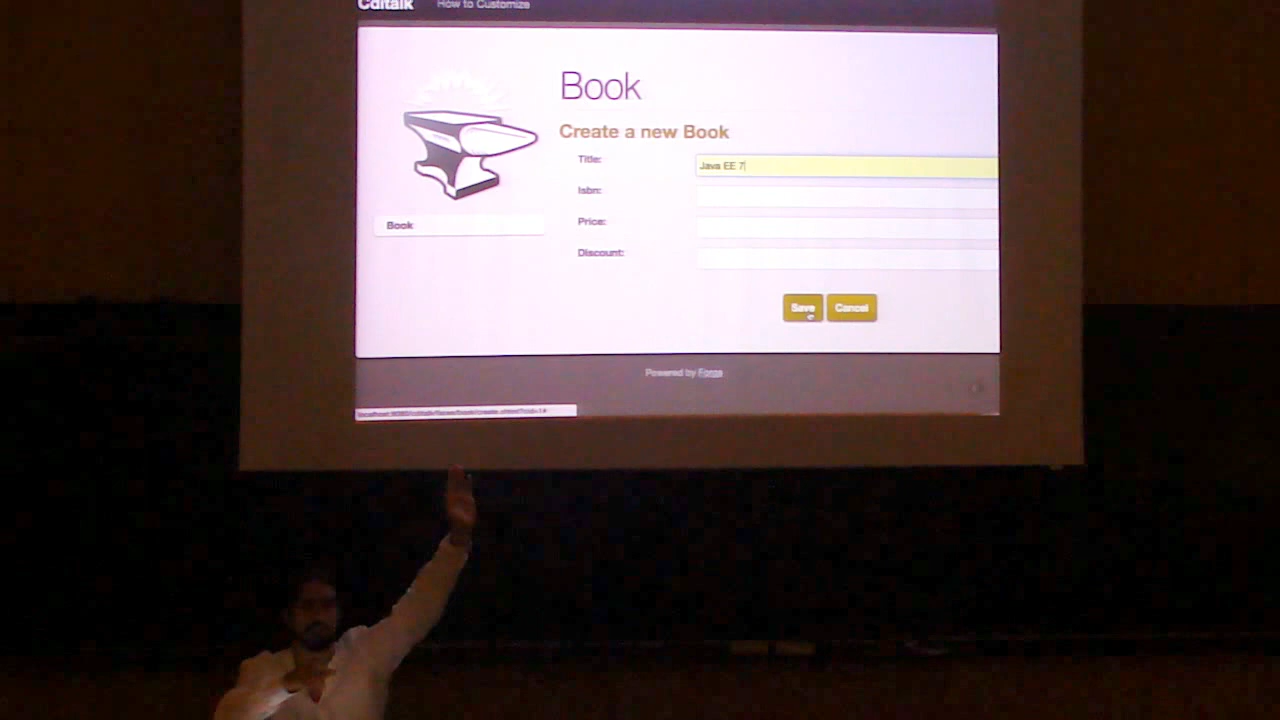 Cditalk How to Customize
Book
Create a new Book
Title: Java EE 7
Isbn:
Price:
Discount:
Book
Save Cancel
Powered by Forge